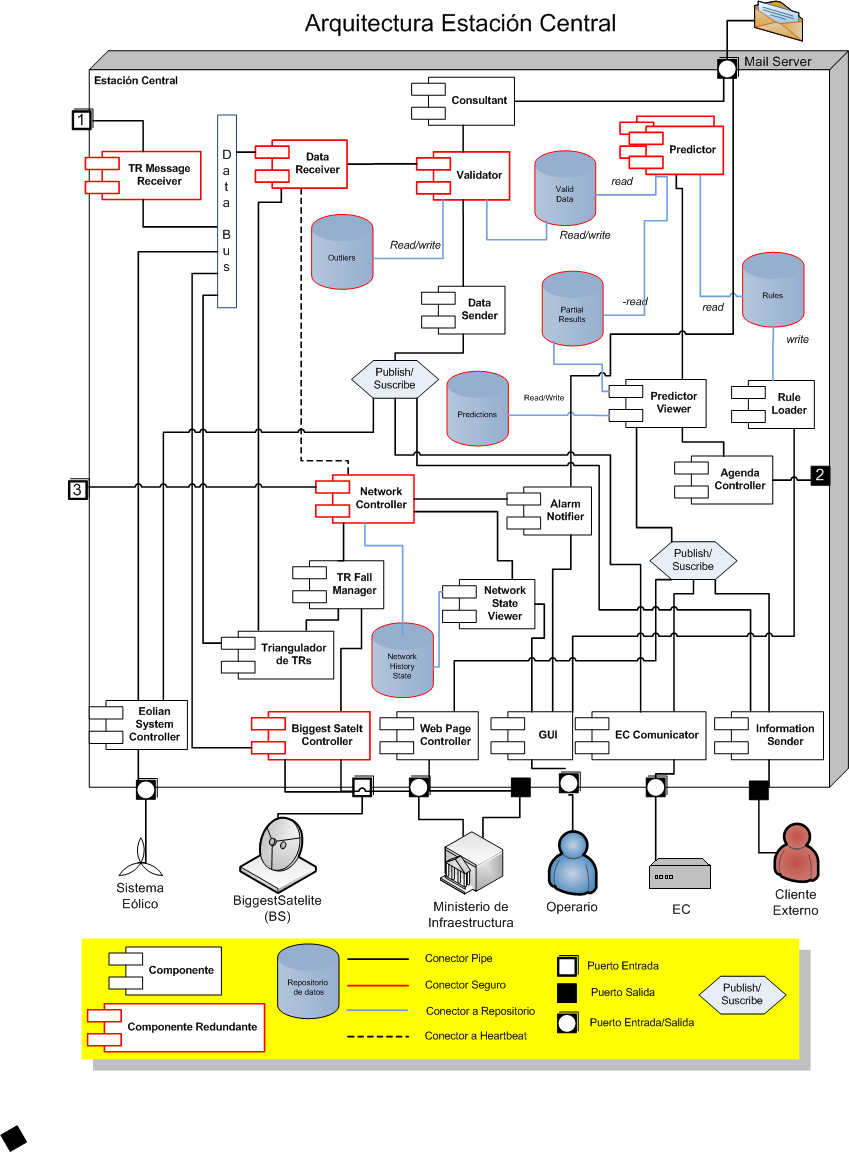 Arquitectura Estación Central
Mail Server
Estación Central
1
Consultant
TR Message
Receiver
Data Bus
Data
Receiver
Validator
Predictor
Valid
Data
read
Read/write
Outliers
Read/write
Data
Sender
Partial
Results
-read
read
Rules
write
Publish/
Suscribe
Predictions
Read/Write
Predictor
Viewer
Rule
Loader
Agenda
Controller
2
3
Network
Controller
Alarm
Notifier
Publish/
Suscribe
TR Fall
Manager
Network
State
Viewer
Triangulador
de TRs
Network
History
State
Eolian
System
Controller
Biggest Satelt
Controller
Web Page
Controller
GUI
EC Comunicator
Information
Sender
Sistema
Eólico
BiggestSatelite
(BS)
Ministerio de
Infraestructura
Operario
EC
Cliente
Externo
Componente
Componente Redundante
Repositorio
de datos
Conector Pipe
Conector Seguro
Conector a Repositorio
Conector a Heartbeat
Puerto Entrada
Puerto Salida
Puerto Entrada/Salida
Publish/
Suscribe